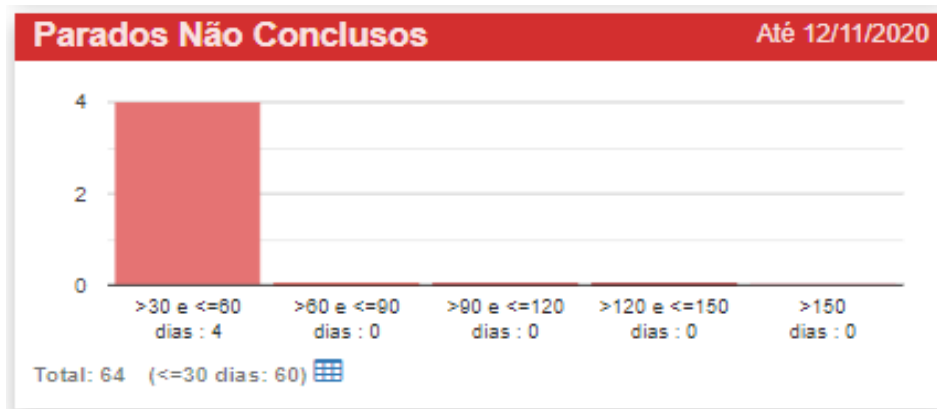 Parados Não Conclusos
Até 12/11/2020
4
2
0
>30 e <=60
dias : 4
>60 e <=90
dias : 0
>90 e <=120
dias : 0
>120 e <=150
dias : 0
>150
dias : 0
Total: 64 (<=30 dias: 60)